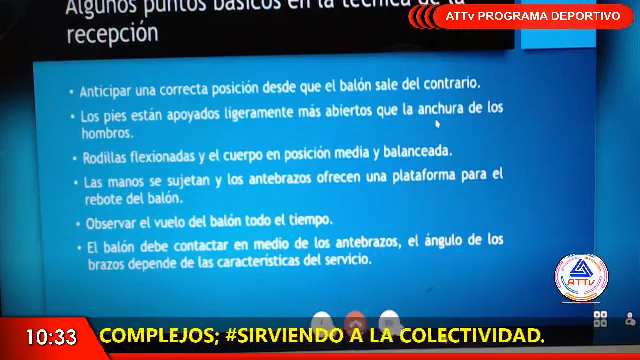 Algunos puntos básicos en la técnica de la
recepción
ATTv PROGRAMA DEPORTIVO
• Anticipar una correcta posición desde que el balón sale del contrario.
• Los pies están apoyados ligeramente más abiertos que la anchura de los
hombros.
• Rodillas flexionadas y el cuerpo en posición media y balanceada.
• Las manos se sujetan y los antebrazos ofrecen una plataforma para el
rebote del balón.
• Observar el vuelo del balón todo el tiempo.
• El balón debe contactar en medio de los antebrazos, el ángulo de los
brazos depende de las características del servicio.
ATTv
10:33 COMPLEJOS; #SIRVIENDO A LA COLECTIVIDAD.